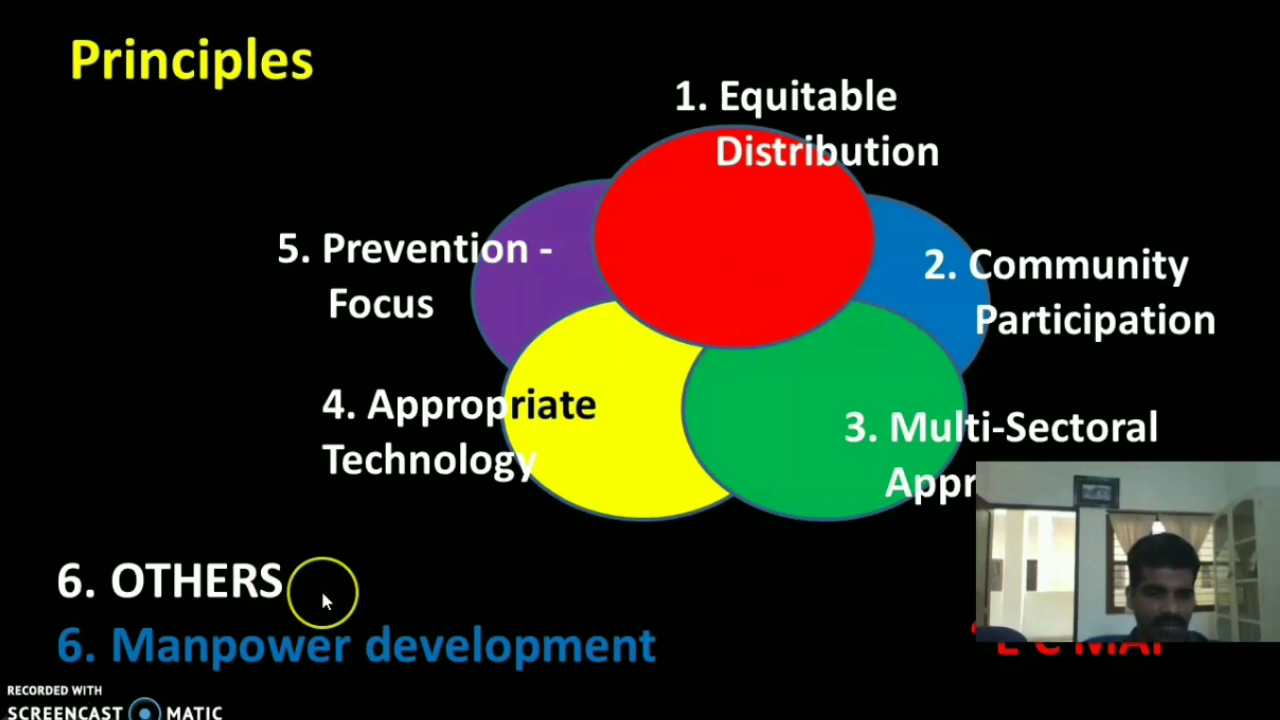 Principles
1. Equitable
Distribution
5. Prevention -
Focus
2. Community
Participation
4. Appropriate
Technology
3. Multi-Sectoral
Appr
6. OTHERS
6. Manpower development
RECORDED WITH
SCREENCAST MATIC